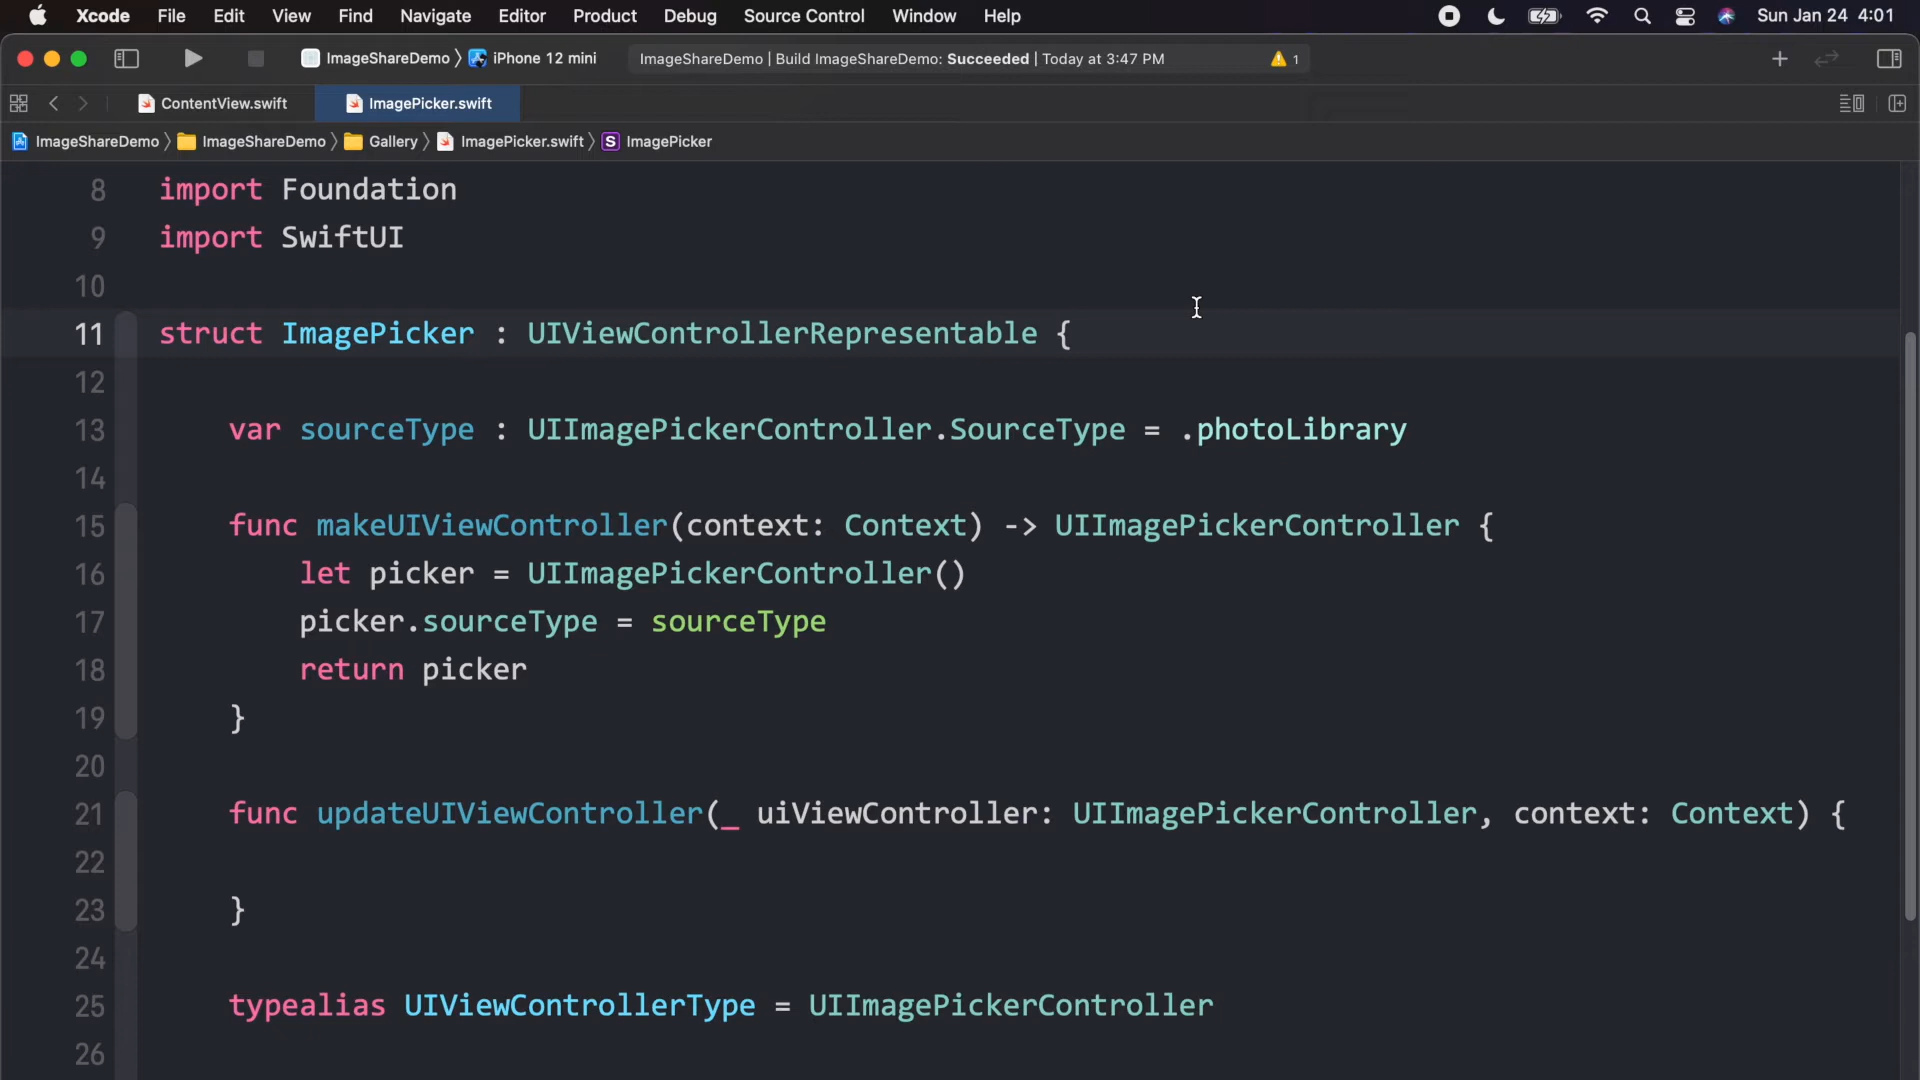 Xcode File Edit View Find Navigate Editor Product Debug Source Control Window Help Sun Jan 24 4:01
ImageShareDemo 〉 iPhone 12 mini ImageShareDemo | Build ImageShareDemo: Succeeded | Today at 3:47 PM 1
ContentView.swift ImagePicker.swift
ImageShareDemo 〉 ImageShareDemo 〉 Gallery 〉 ImagePicker.swift 〉 S ImagePicker
8 import Foundation
9 import SwiftUI
10
11 struct ImagePicker : UIViewControllerRepresentable {
12
13 var sourceType : UIImagePickerController.SourceType = .photoLibrary
14
15 func makeUIViewController(context: Context) -> UIImagePickerController {
16 let picker = UIImagePickerController()
17 picker.sourceType = sourceType
18 return picker
19 }
20
21 func updateUIViewController(_ uiViewController: UIImagePickerController, context: Context) {
22
23 }
24
25 typealias UIViewControllerType = UIImagePickerController
26